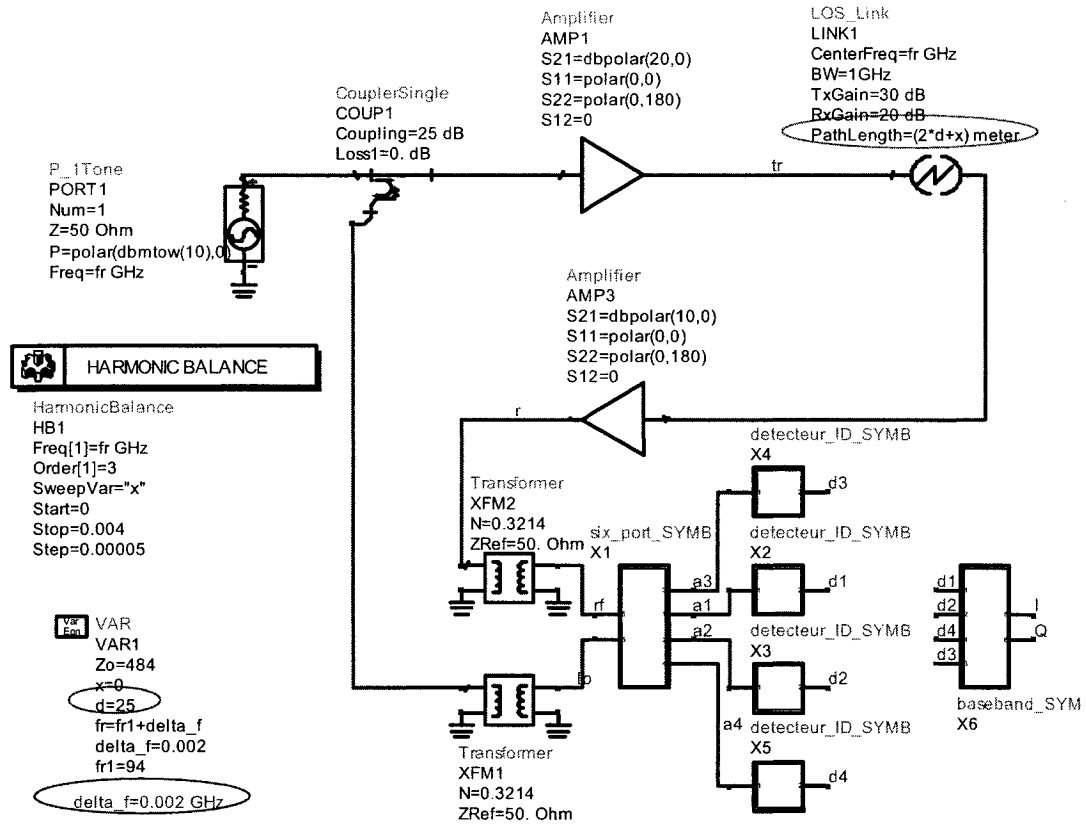 Amplifier
AMP1
S21=dbpolar(20,0)
S11=polar(0,0)
S22=polar(0,180)
S12=0
LOS_Link
LINK1
CenterFreq=fr GHz
BW=1GHz
TxGain=30 dB
RxGain=20 dB
PathLength=(2*d+x) meter
CouplerSingle
COUP1
Coupling=25 dB
Loss1=0. dB
tr
P_1Tone
PORT1
Num=1
Z=50 Ohm
P=polar(dbmtow(10),0)
Freq=fr GHz
Amplifier
AMP3
S21=dbpolar(10,0)
S11=polar(0,0)
S22=polar(0,180)
S12=0
HARMONIC BALANCE
HarmonicBalance
HB1
Freq[1]=fr GHz
Order[1]=3
SweepVar="x"
Start=0
Stop=0.004
Step=0.00005
r
Transformer
XFM2
N=0.3214
ZRef=50. Ohm
six_port_SYMB
X1
rf
lo
a3
a1
a2
a4
detecteur_ID_SYMB
X4
d3
detecteur_ID_SYMB
X2
d1
detecteur_ID_SYMB
X3
d2
detecteur_ID_SYMB
X5
d4
d1
d2
d4
d3
I
Q
baseband_SYM
X6
Transformer
XFM1
N=0.3214
ZRef=50. Ohm
Var
Eqn
VAR
VAR1
Zo=484
x=0
d=25
fr=fr1+delta_f
delta_f=0.002
fr1=94
delta_f=0.002 GHz